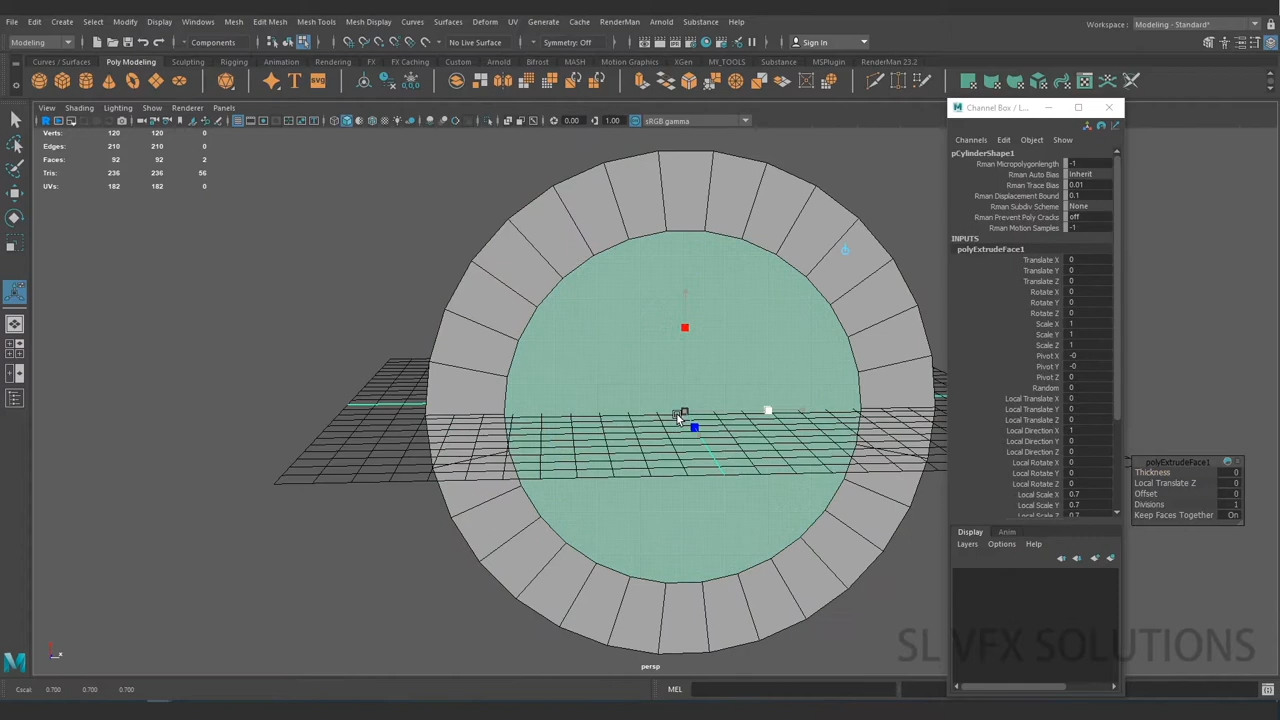 File Edit Create Select Modify Display Windows Mesh Edit Mesh Mesh Tools Mesh Display Curves Surfaces Deform UV Generate Cache RenderMan Arnold Substance Help
Workspace : Modeling - Standard*
Modeling Components No Live Surface Symmetry: Off Sign In
Curves / Surfaces Poly Modeling Sculpting Rigging Animation Rendering FX FX Caching Custom Arnold Bifrost MASH Motion Graphics XGen MY_TOOLS Substance MSPlugin RenderMan 23.2
SVG 0,0,0
View Shading Lighting Show Renderer Panels
0.00 1.00 sRGB gamma
Verts: 120 120 0
Edges: 210 210 0
Faces: 92 92 2
Tris: 236 236 56
UVs: 182 182 0
Channel Box / L...
Channels Edit Object Show
pCylinderShape1
Rman Micropolygonlength -1
Rman Auto Bias Inherit
Rman Trace Bias 0.01
Rman Displacement Bound 0.1
Rman Subdiv Scheme None
Rman Prevent Poly Cracks off
Rman Motion Samples -1
INPUTS
polyExtrudeFace1
Translate X 0
Translate Y 0
Translate Z 0
Rotate X 0
Rotate Y 0
Rotate Z 0
Scale X 1
Scale Y 1
Scale Z 1
Pivot X -0
Pivot Y -0
Pivot Z 0
Random 0
Local Translate X 0
Local Translate Y 0
Local Translate Z 0
Local Direction X 1
Local Direction Y 0
Local Direction Z 0
Local Rotate X 0
Local Rotate Y 0
Local Rotate Z 0
Local Scale X 0.7
Local Scale Y 0.7
Local Scale Z 0.7
polyExtrudeFace1
Thickness 0
Local Translate Z 0
Offset 0
Divisions 1
Keep Faces Together On
Display Anim
Layers Options Help
x
persp
SL VFX SOLUTIONS
Cscal: 0.700 0.700 0.700
MEL